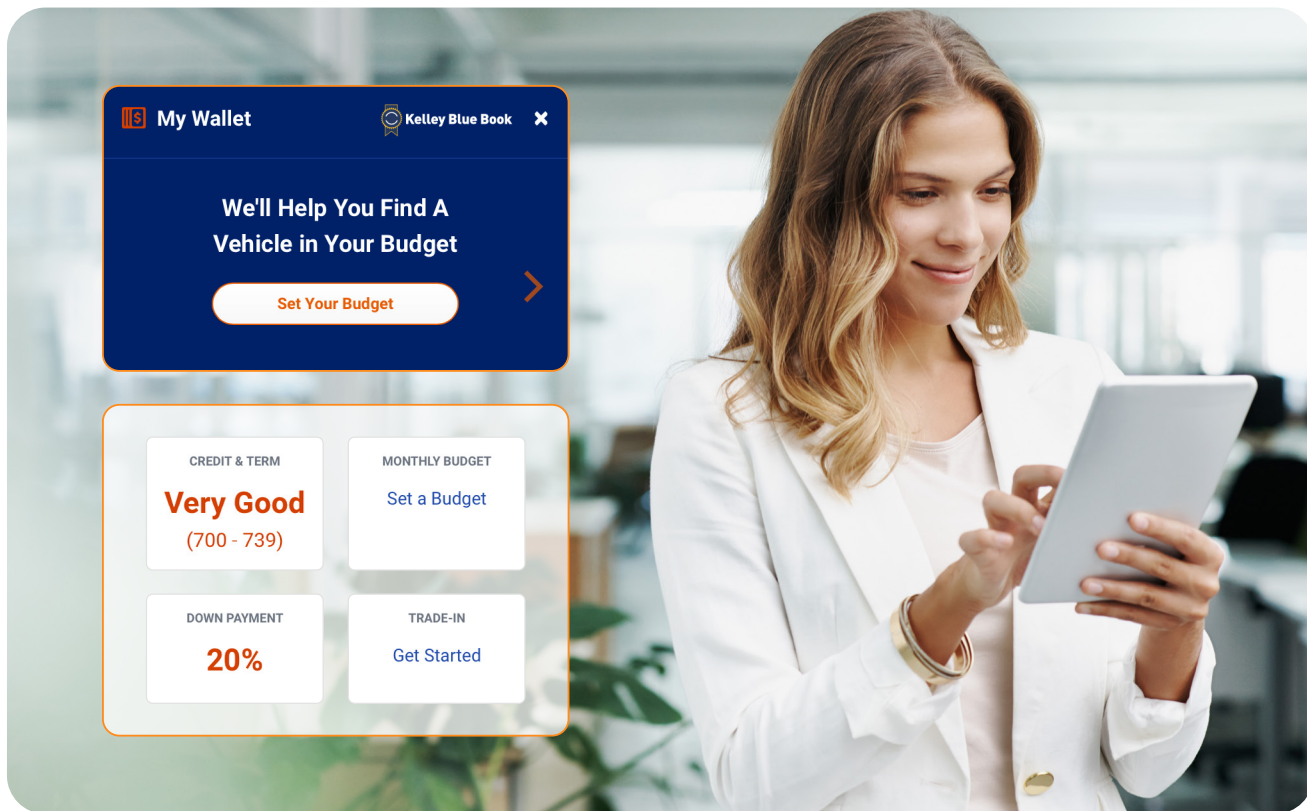 My Wallet
Kelley Blue Book
We'll Help You Find A
Vehicle in Your Budget
Set Your Budget
CREDIT & TERM
Very Good
(700 - 739)
MONTHLY BUDGET
Set a Budget
DOWN PAYMENT
20%
TRADE-IN
Get Started